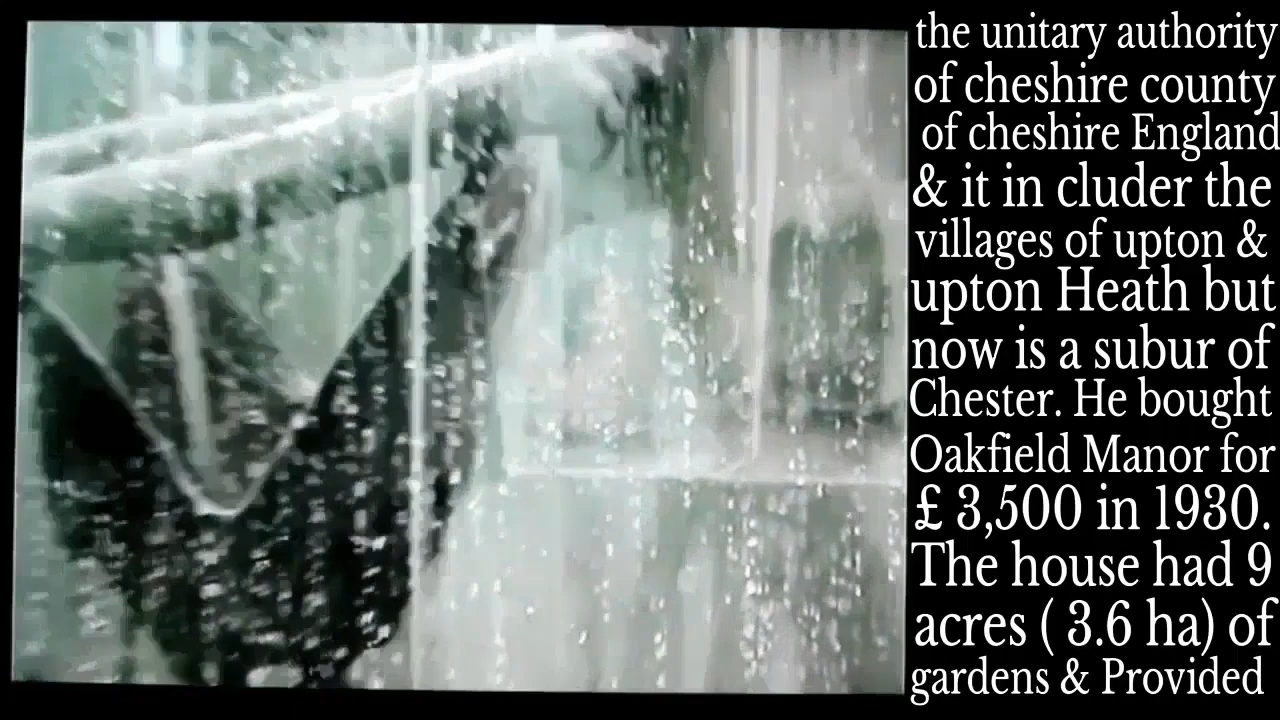 the unitary authority
of cheshire county
of cheshire England
& it in cluder the
villages of upton &
upton Heath but
now is a subur of
Chester. He bought
Oakfield Manor for
£ 3,500 in 1930.
The house had 9
acres ( 3.6 ha) of
gardens & Provided